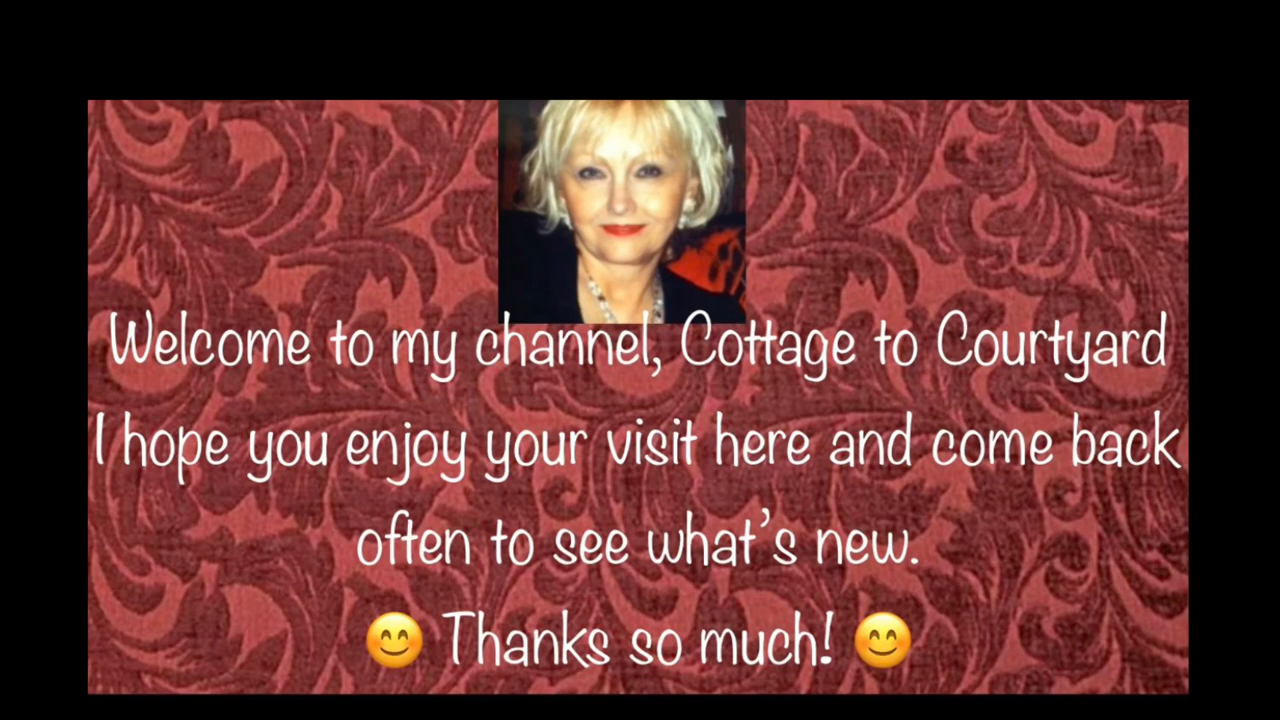 Welcome to my channel, Cottage to Courtyard
I hope you enjoy your visit here and come back
often to see what’s new.
😊 Thanks so much! 😊